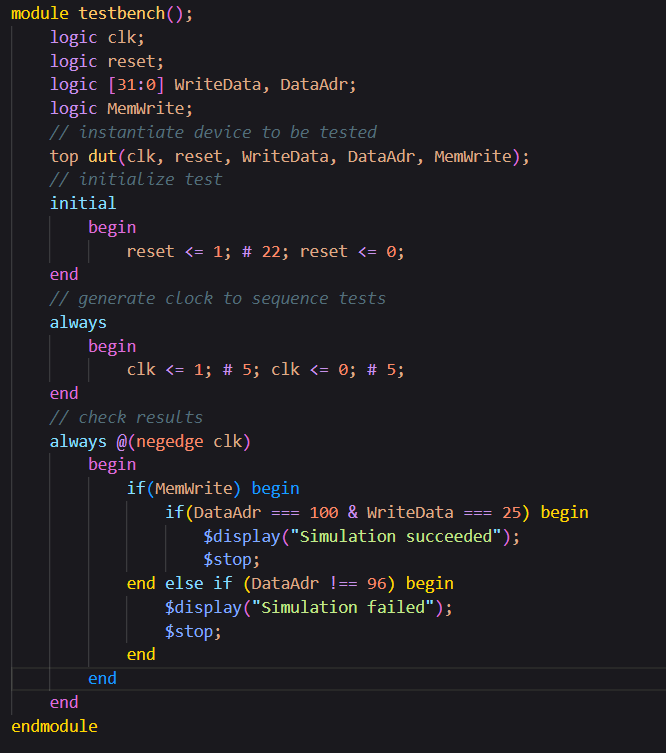 module testbench();
    logic clk;
    logic reset;
    logic [31:0] WriteData, DataAdr;
    logic MemWrite;
    // instantiate device to be tested
    top dut(clk, reset, WriteData, DataAdr, MemWrite);
    // initialize test
    initial
        begin
            reset <= 1; # 22; reset <= 0;
    end
    // generate clock to sequence tests
    always
        begin
            clk <= 1; # 5; clk <= 0; # 5;
    end
    // check results
    always @(negedge clk)
        begin
            if(MemWrite) begin
                if(DataAdr === 100 & WriteData === 25) begin
                    $display("Simulation succeeded");
                    $stop;
            end else if (DataAdr !== 96) begin
                $display("Simulation failed");
                $stop;
            end
        end
    end
endmodule